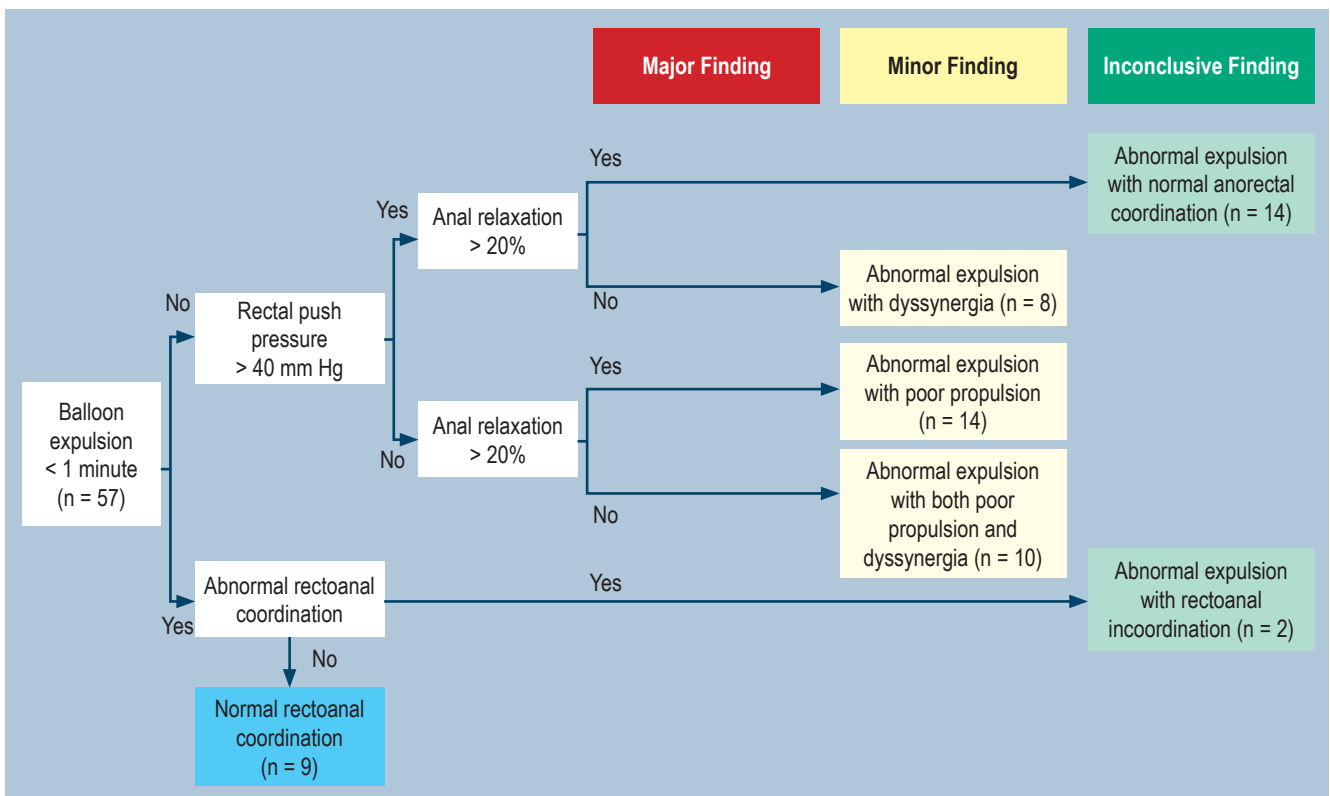 Major Finding
Minor Finding
Inconclusive Finding
Yes
Abnormal expulsion
with normal anorectal
coordination (n = 14)
Yes
Anal relaxation
> 20%
No
Abnormal expulsion
with dyssynergia (n = 8)
No
Rectal push
pressure
> 40 mm Hg
Yes
Abnormal expulsion
with poor propulsion
(n = 14)
Balloon
expulsion
< 1 minute
(n = 57)
No
Anal relaxation
> 20%
No
Abnormal expulsion
with both poor
propulsion and
dyssynergia (n = 10)
Yes
Abnormal rectoanal
coordination
Yes
Abnormal expulsion
with rectoanal
incoordination (n = 2)
No
Normal rectoanal
coordination
(n = 9)